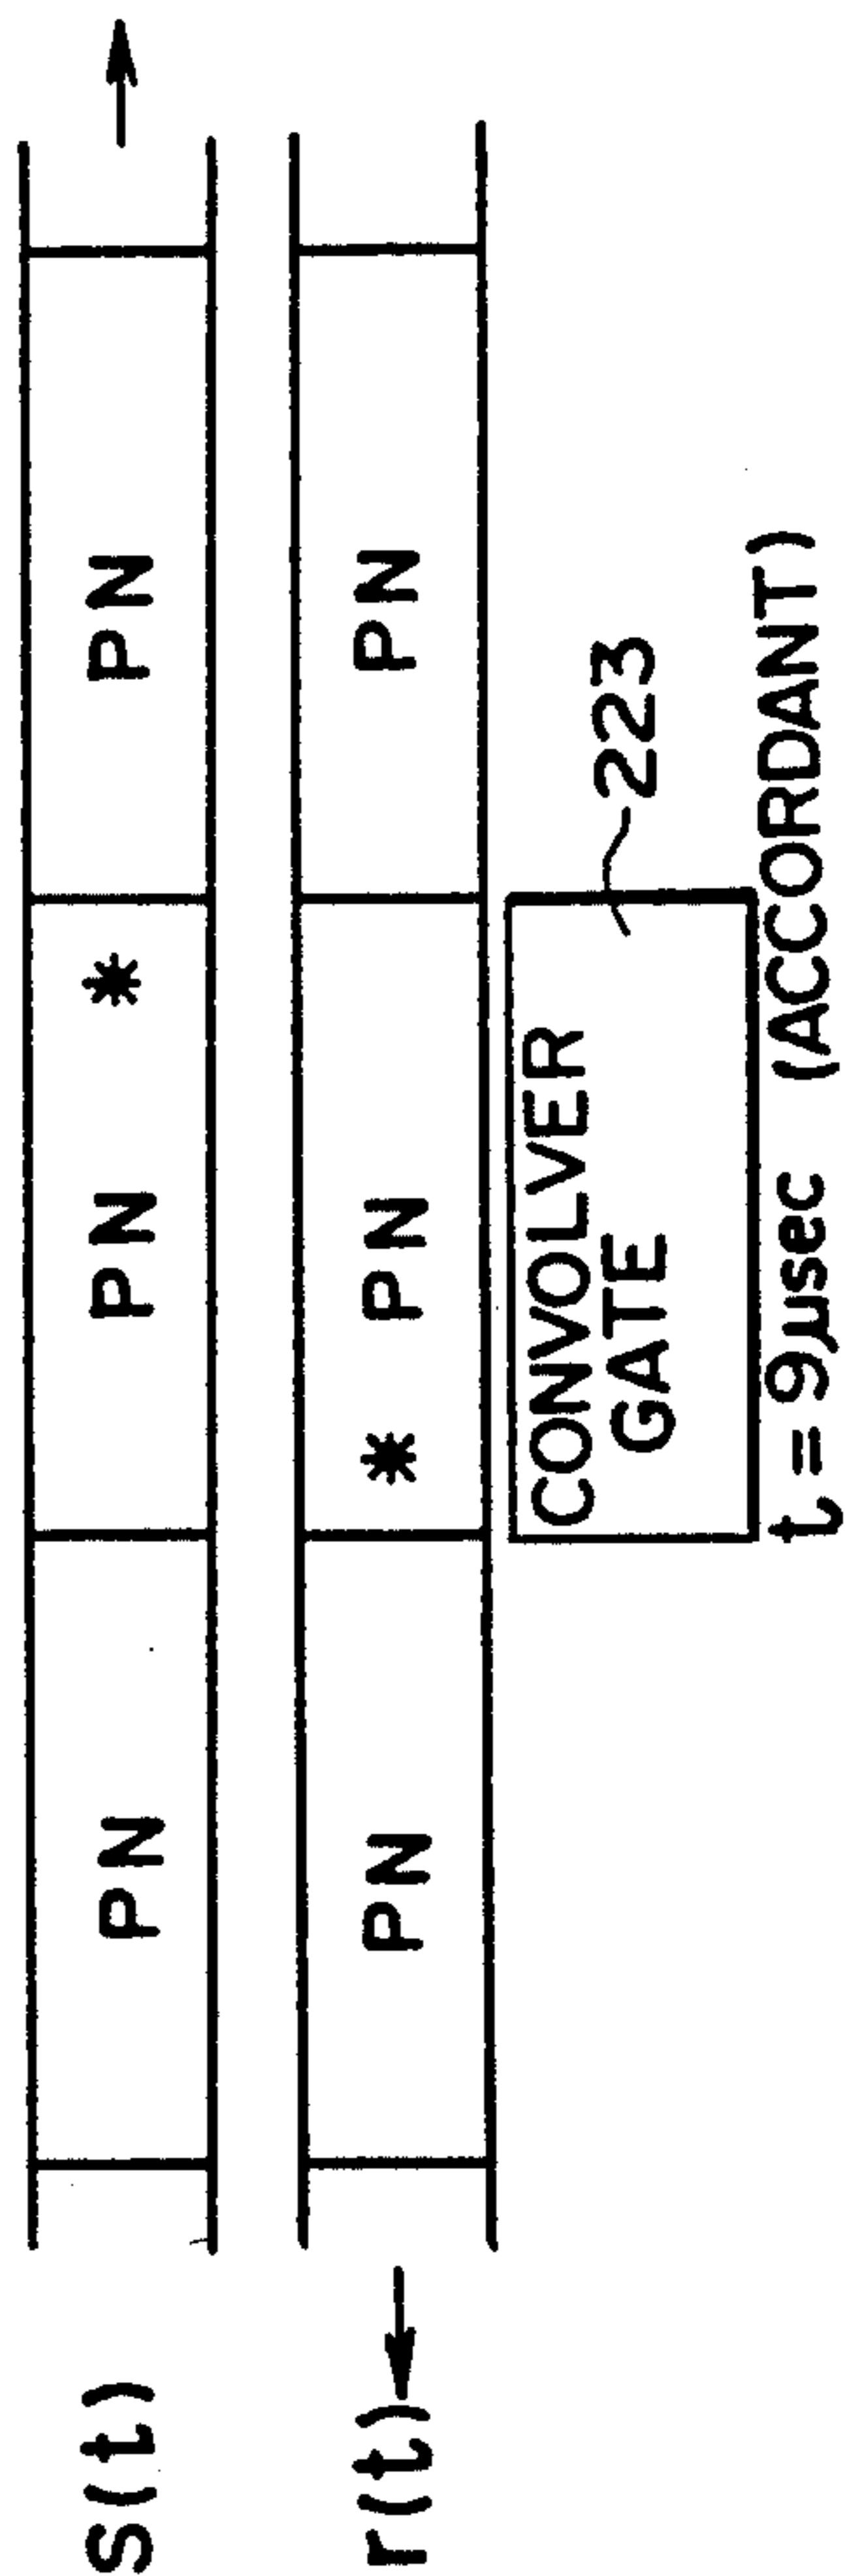 S(t) PN PN * PN
r(t) PN * PN PN
CONVOLVER
GATE
223
t = 9μsec (ACCORDANT)